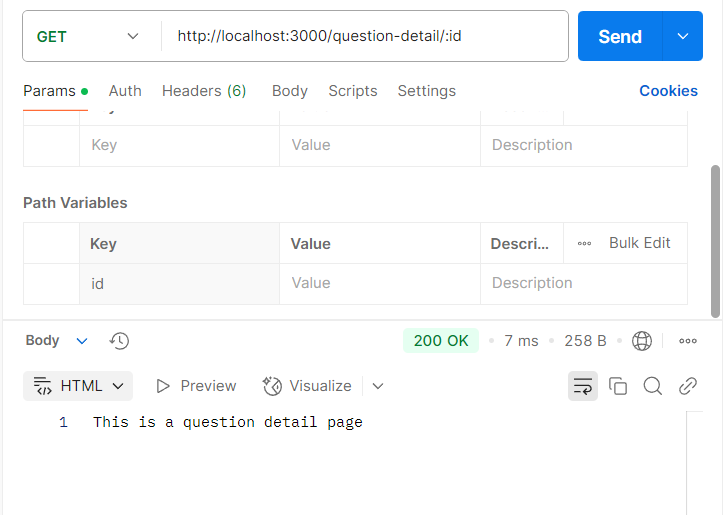 GET http://localhost:3000/question-detail/:id Send
Params Auth Headers (6) Body Scripts Settings Cookies
Key Value Description
Path Variables
Key Value Descri... Bulk Edit
id Value Description
Body 200 OK 7 ms 258 B
HTML Preview Visualize
1 This is a question detail page